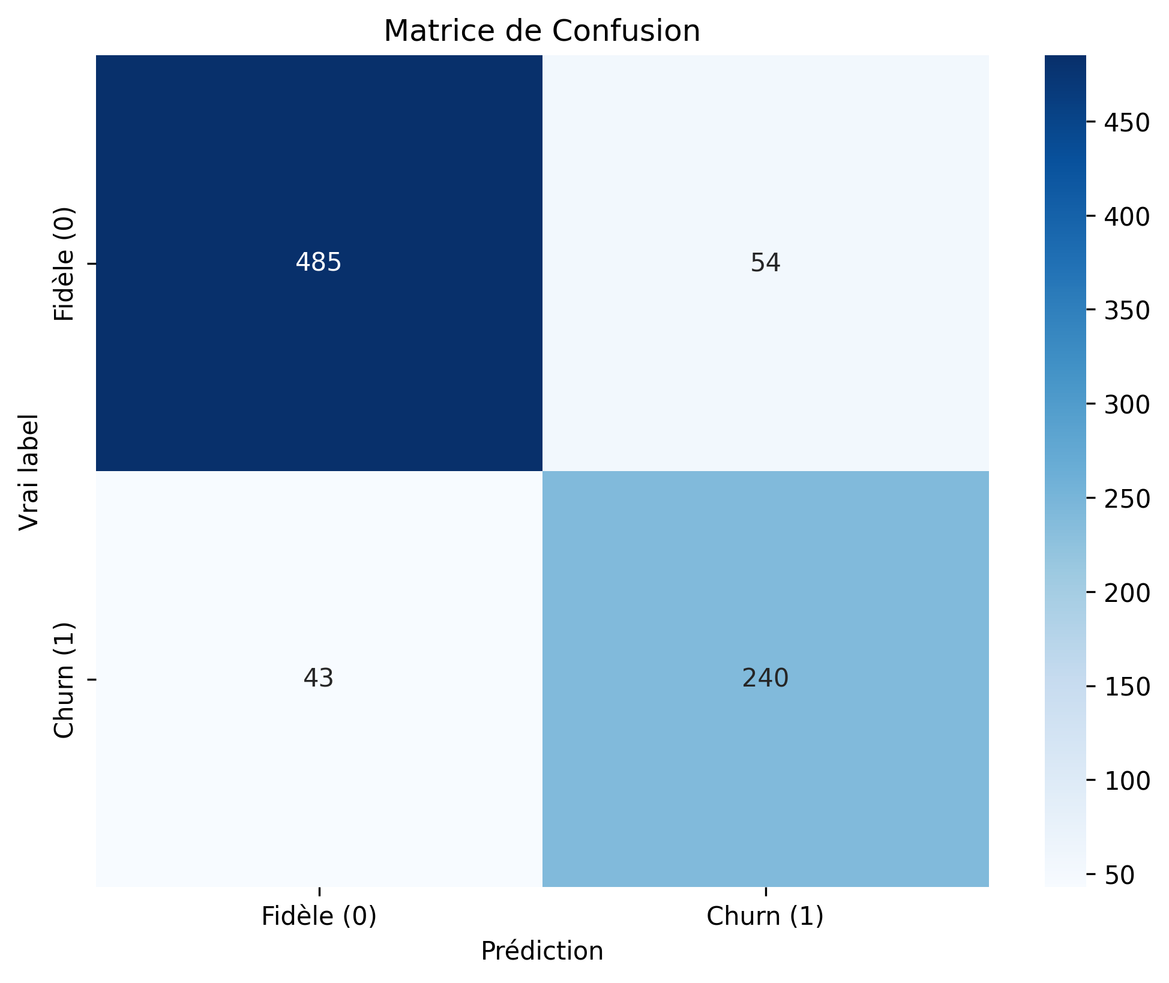 Matrice de Confusion
Vrai label
Fidèle (0)
485
54
Churn (1)
43
240
Fidèle (0)
Churn (1)
Prédiction
450
400
350
300
250
200
150
100
50